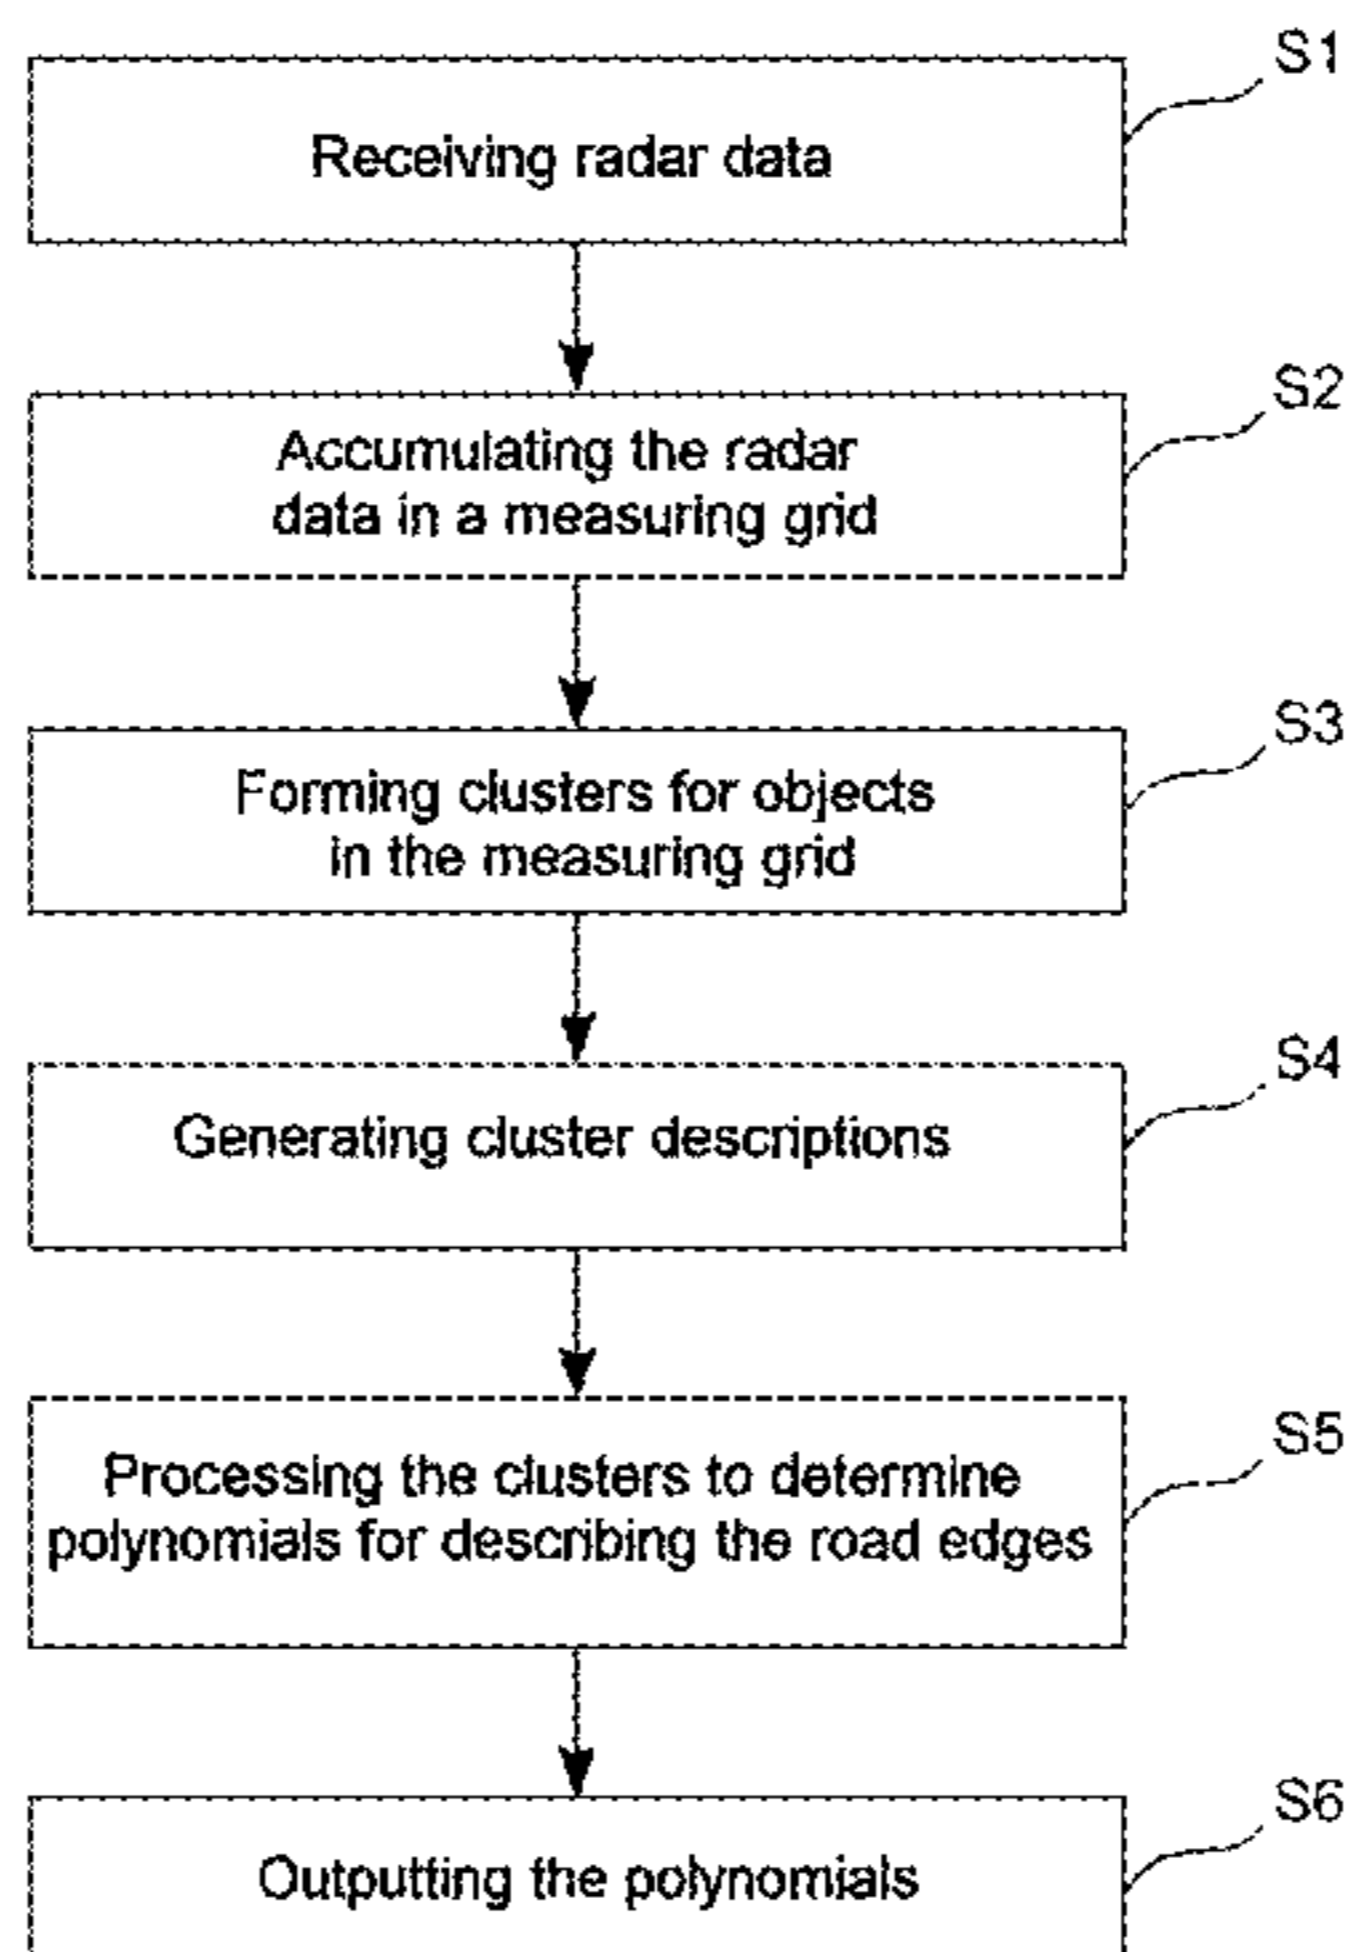 S1
Receiving radar data
S2
Accumulating the radar
data in a measuring grid
S3
Forming clusters for objects
in the measuring grid
S4
Generating cluster descriptions
S5
Processing the clusters to determine
polynomials for describing the road edges
S6
Outputting the polynomials